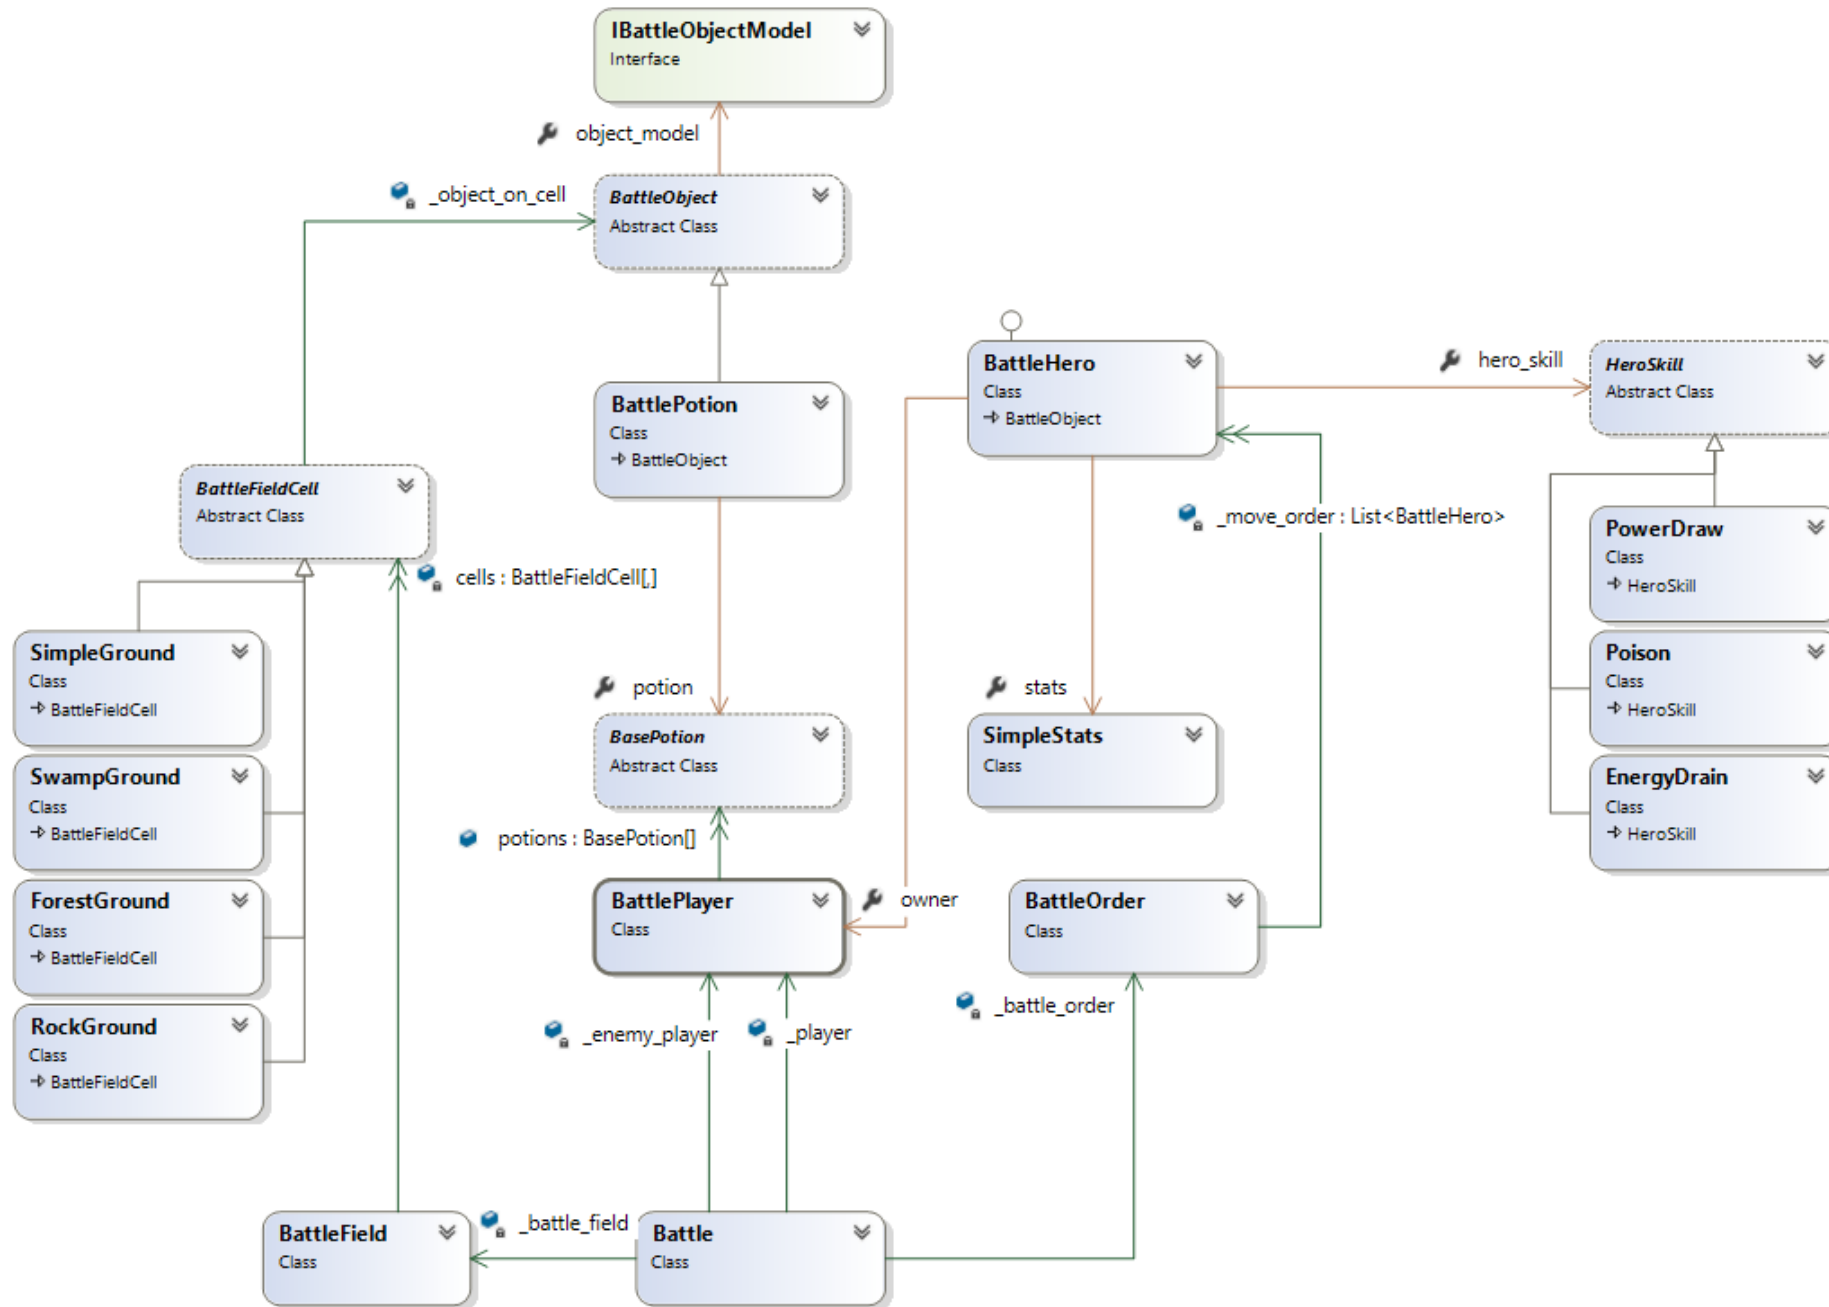 IBattleObjectModel
Interface
object_model
_object_on_cell
BattleObject
Abstract Class
BattleHero
Class
BattleObject
hero_skill
HeroSkill
Abstract Class
BattlePotion
Class
BattleObject
BattleFieldCell
Abstract Class
_move_order : List<BattleHero>
PowerDraw
Class
HeroSkill
cells : BattleFieldCell[,]
SimpleGround
Class
BattleFieldCell
potion
stats
Poison
Class
HeroSkill
BasePotion
Abstract Class
SimpleStats
Class
SwampGround
Class
BattleFieldCell
EnergyDrain
Class
HeroSkill
potions : BasePotion[]
ForestGround
Class
BattleFieldCell
BattlePlayer
Class
owner
BattleOrder
Class
RockGround
Class
BattleFieldCell
_enemy_player
_player
_battle_order
BattleField
Class
_battle_field
Battle
Class